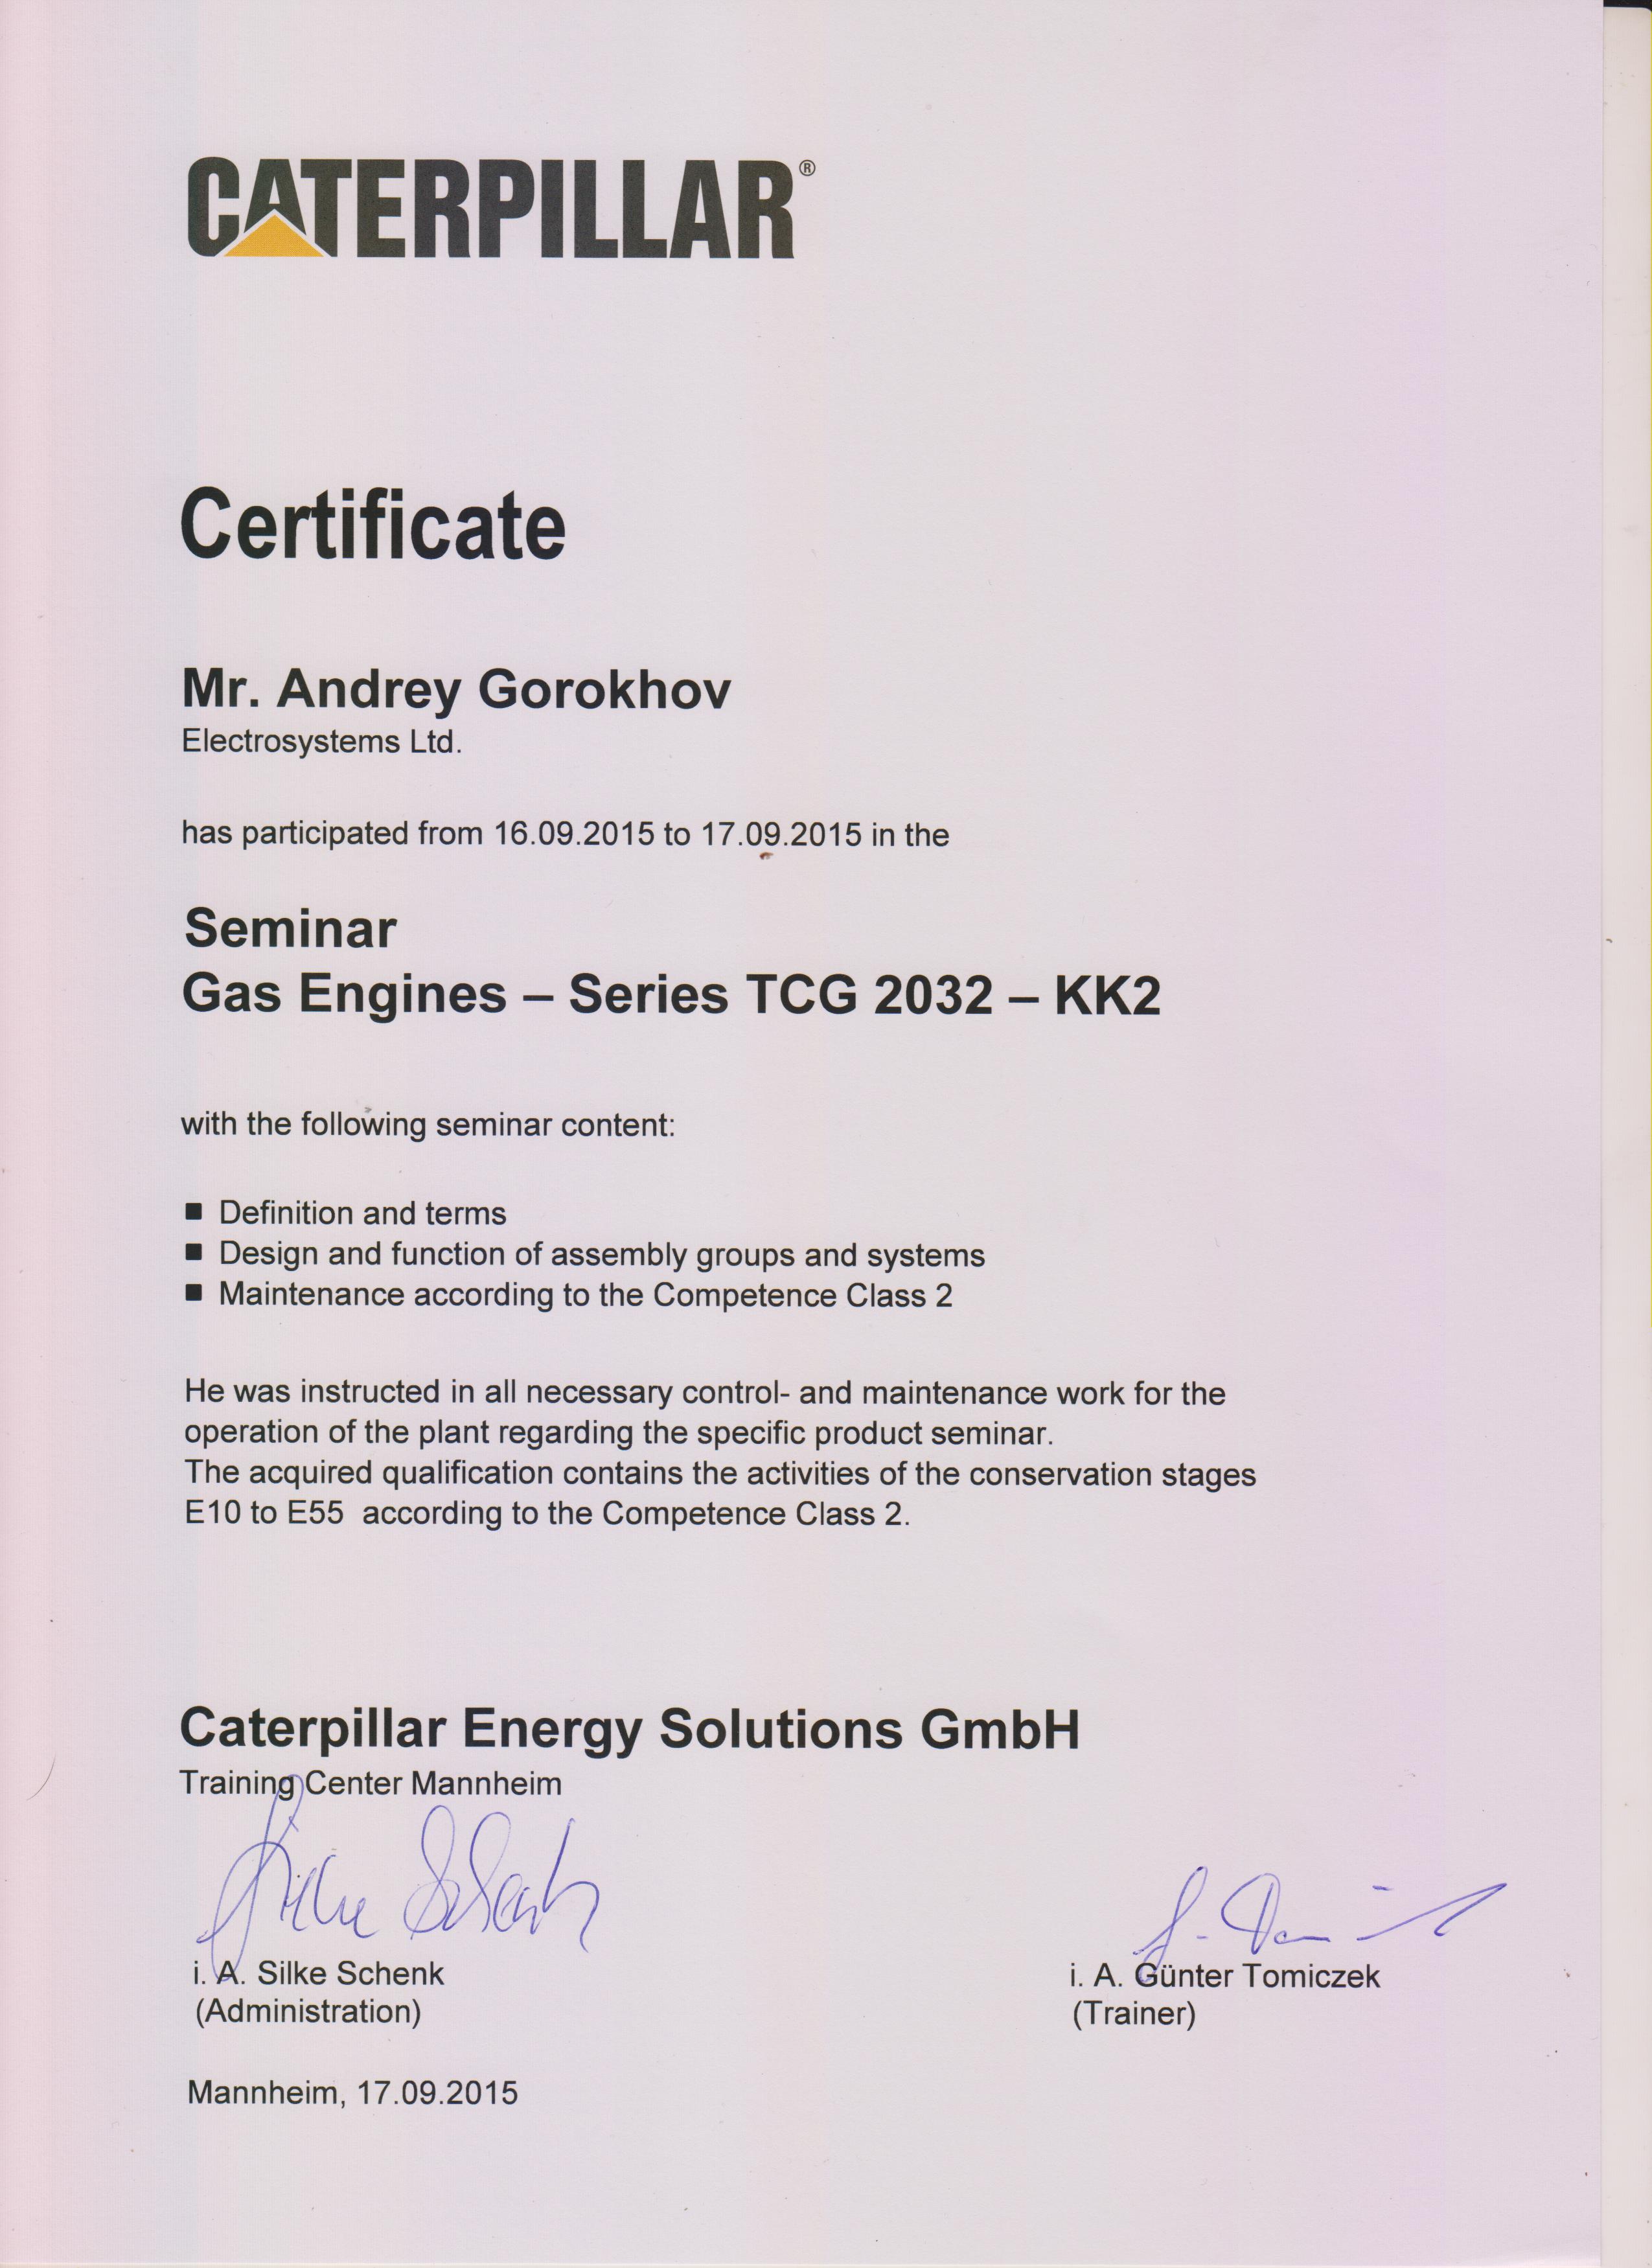 CATERPILLAR®
Certificate
Mr. Andrey Gorokhov
Electrosystems Ltd.
has participated from 16.09.2015 to 17.09.2015 in the
Seminar
Gas Engines – Series TCG 2032 – KK2
with the following seminar content:
■ Definition and terms
■ Design and function of assembly groups and systems
■ Maintenance according to the Competence Class 2
He was instructed in all necessary control- and maintenance work for the
operation of the plant regarding the specific product seminar.
The acquired qualification contains the activities of the conservation stages
E10 to E55 according to the Competence Class 2.
Caterpillar Energy Solutions GmbH
Training Center Mannheim
Silke Schenk
i. A. Silke Schenk
(Administration)
i. A. Günter Tomiczek
(Trainer)
Mannheim, 17.09.2015